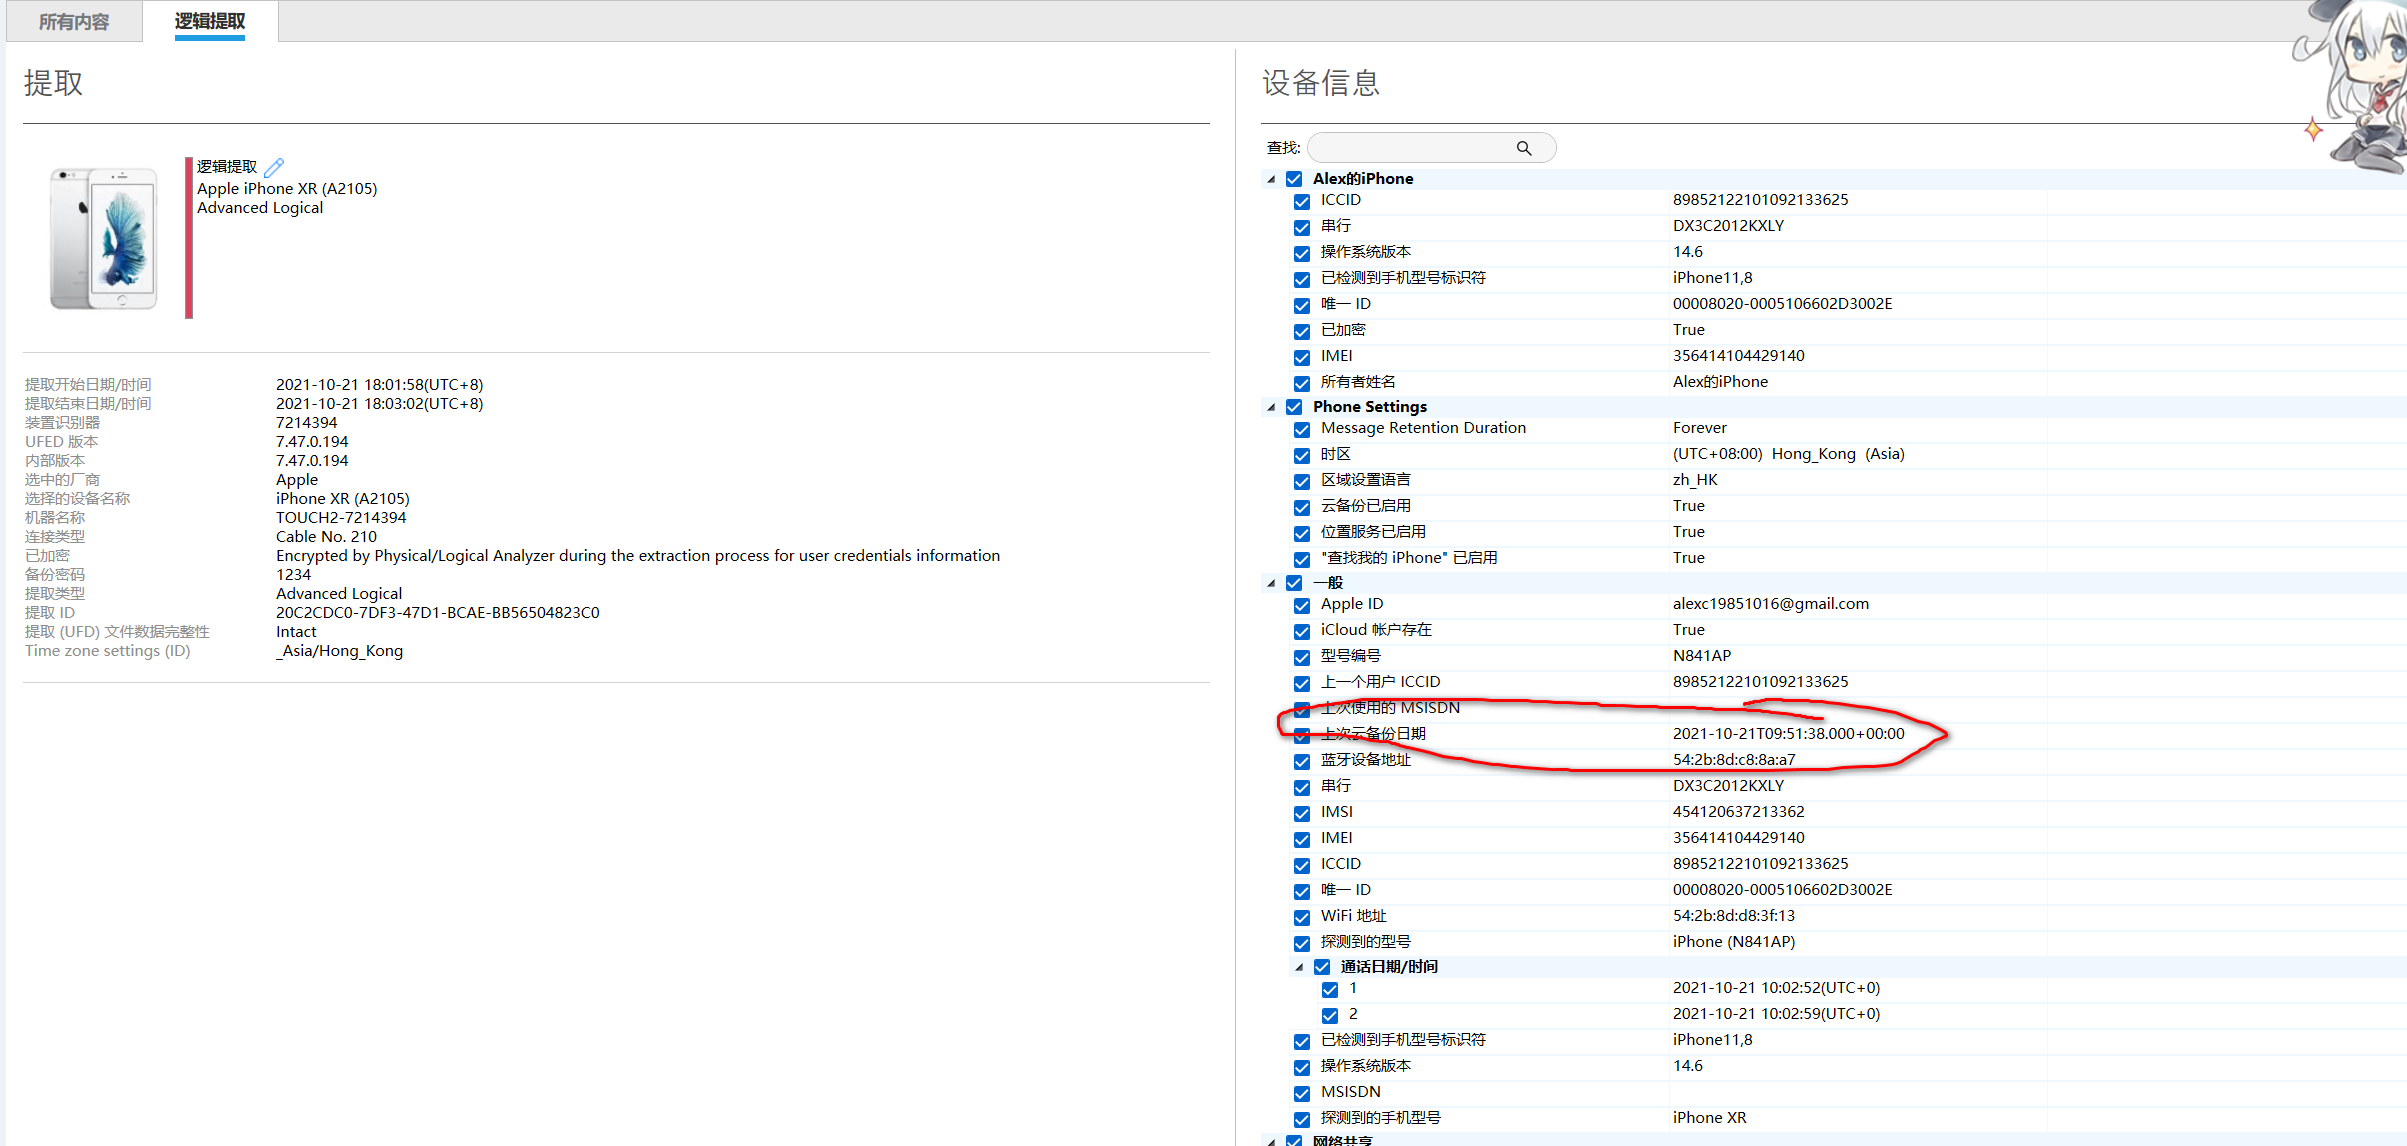 所有内容
逻辑提取
提取
逻辑提取
Apple iPhone XR (A2105)
Advanced Logical
提取开始日期/时间 2021-10-21 18:01:58(UTC+8)
提取结束日期/时间 2021-10-21 18:03:02(UTC+8)
装置识别器 7214394
UFED 版本 7.47.0.194
内部版本 7.47.0.194
选中的厂商 Apple
选择的设备名称 iPhone XR (A2105)
机器名称 TOUCH2-7214394
连接类型 Cable No. 210
已加密 Encrypted by Physical/Logical Analyzer during the extraction process for user credentials information
备份密码 1234
提取类型 Advanced Logical
提取 ID 20C2CDC0-7DF3-47D1-BCAE-BB56504823C0
提取 (UFD) 文件数据完整性 Intact
Time zone settings (ID) _Asia/Hong_Kong
设备信息
查找:
Alex的iPhone
ICCID 89852122101092133625
串行 DX3C2012KXLY
操作系统版本 14.6
已检测到手机型号标识符 iPhone11,8
唯一 ID 00008020-0005106602D3002E
已加密 True
IMEI 356414104429140
所有者姓名 Alex的iPhone
Phone Settings
Message Retention Duration Forever
时区 (UTC+08:00) Hong_Kong (Asia)
区域设置语言 zh_HK
云备份已启用 True
位置服务已启用 True
"查找我的 iPhone" 已启用 True
一般
Apple ID alexc19851016@gmail.com
iCloud 帐户存在 True
型号编号 N841AP
上一个用户 ICCID 89852122101092133625
上次使用的 MSISDN
上次云备份日期 2021-10-21T09:51:38.000+00:00
蓝牙设备地址 54:2b:8d:c8:8a:a7
串行 DX3C2012KXLY
IMSI 454120637213362
IMEI 356414104429140
ICCID 89852122101092133625
唯一 ID 00008020-0005106602D3002E
WiFi 地址 54:2b:8d:d8:3f:13
探测到的型号 iPhone (N841AP)
通话日期/时间
1 2021-10-21 10:02:52(UTC+0)
2 2021-10-21 10:02:59(UTC+0)
已检测到手机型号标识符 iPhone11,8
操作系统版本 14.6
MSISDN
探测到的手机型号 iPhone XR
网络共享